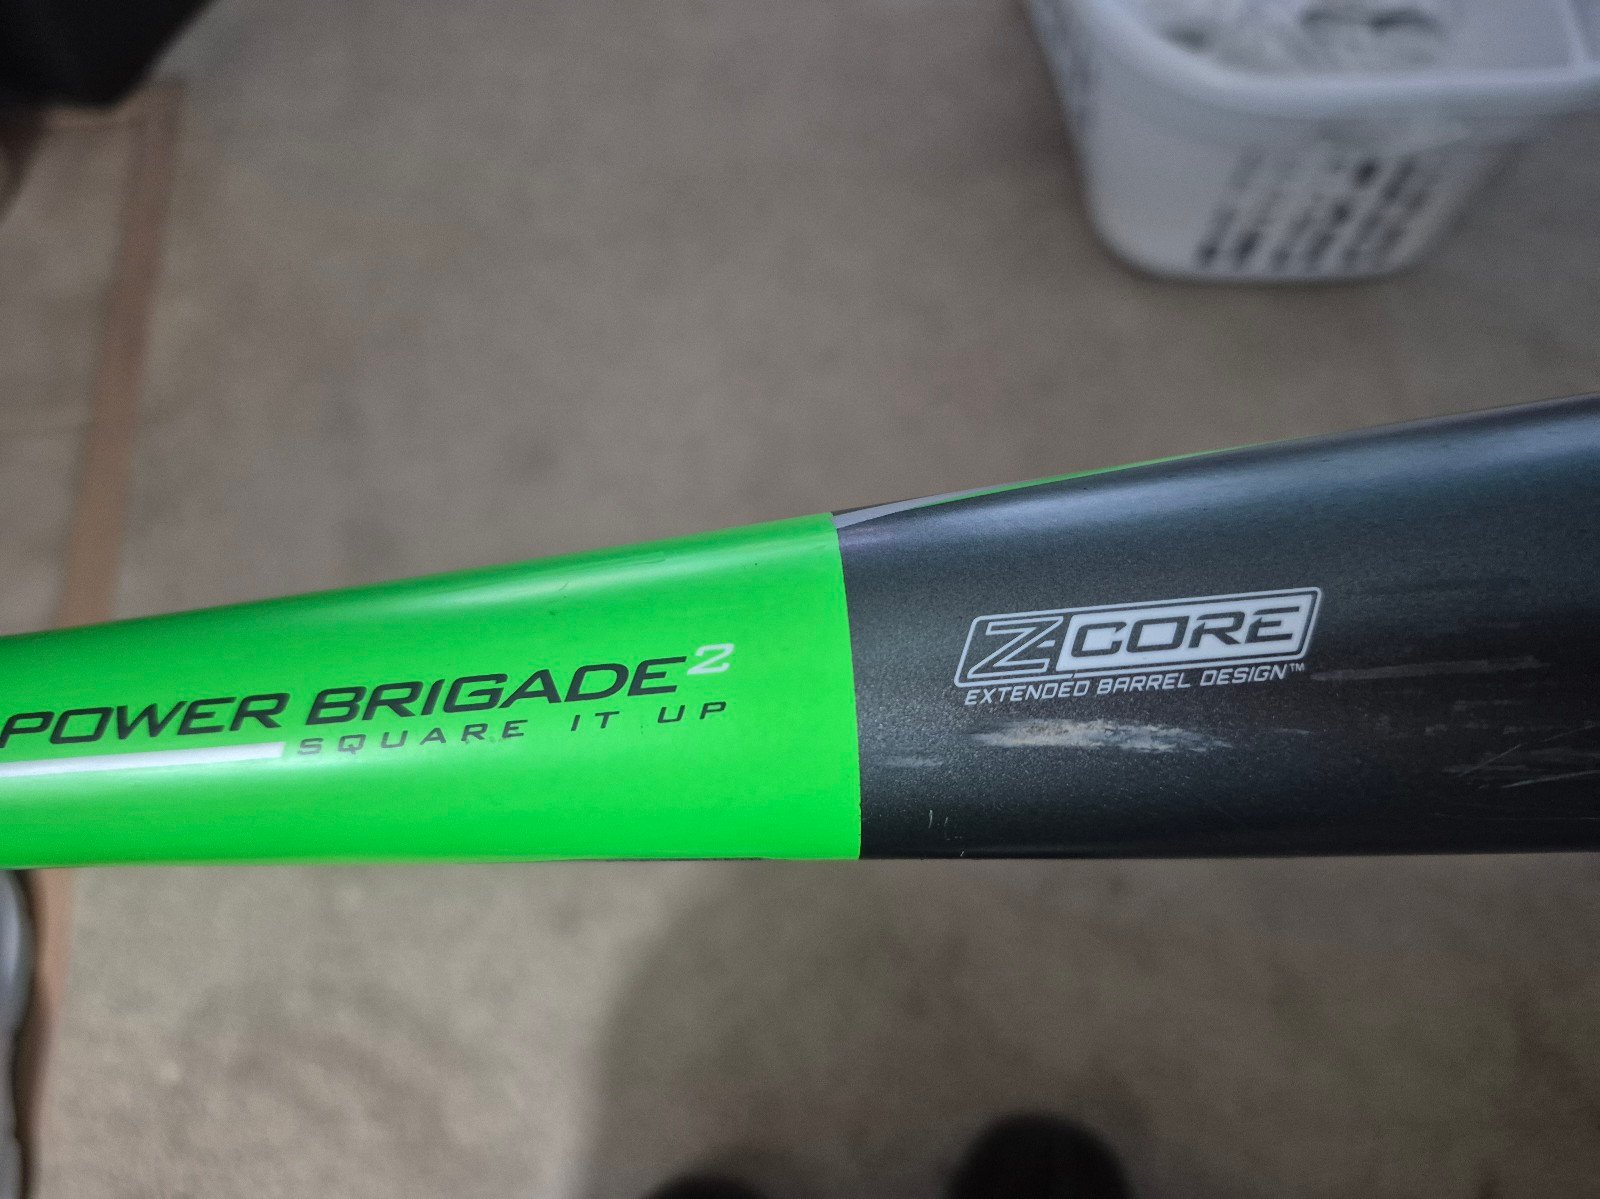 POWER BRIGADE²
SQUARE IT UP
Z-CORE
EXTENDED BARREL DESIGN™